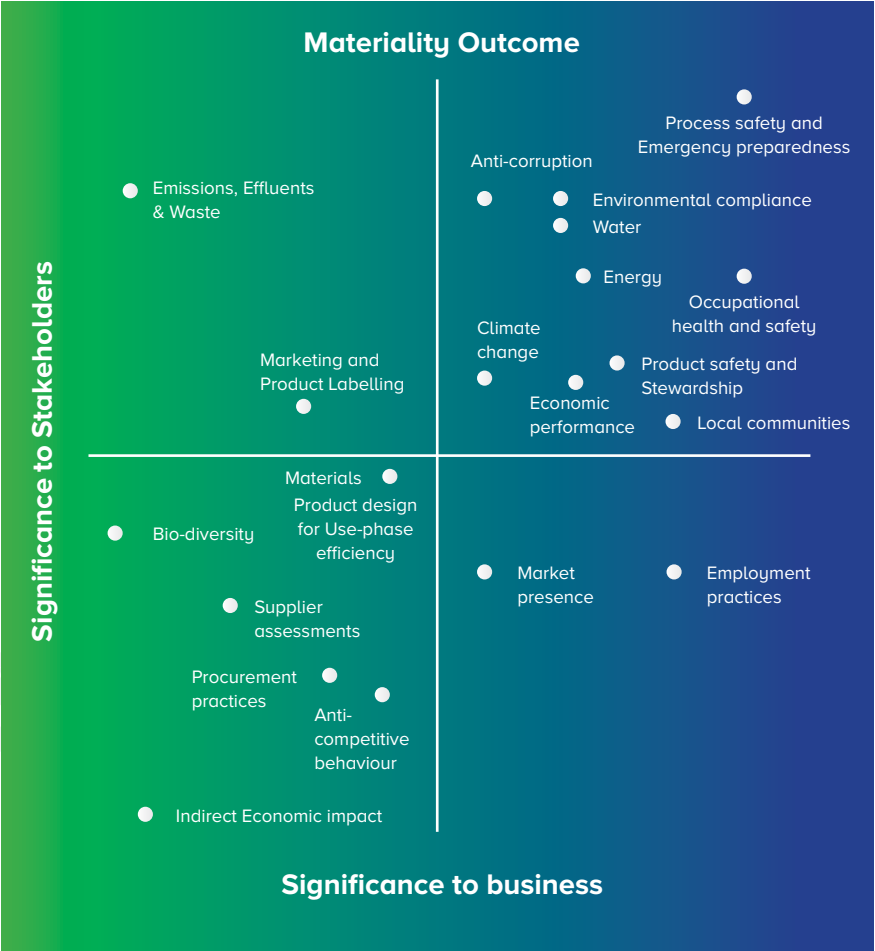 Materiality Outcome
Process safety and
Emergency preparedness
Anti-corruption
Emissions, Effluents
& Waste
Environmental compliance
Water
Energy
Occupational
health and safety
Climate
change
Marketing and
Product Labelling
Product safety and
Stewardship
Economic
performance
Local communities
Significance to Stakeholders
Materials
Product design
for Use-phase
efficiency
Bio-diversity
Market
presence
Employment
practices
Supplier
assessments
Procurement
practices
Anti-
competitive
behaviour
Indirect Economic impact
Significance to business